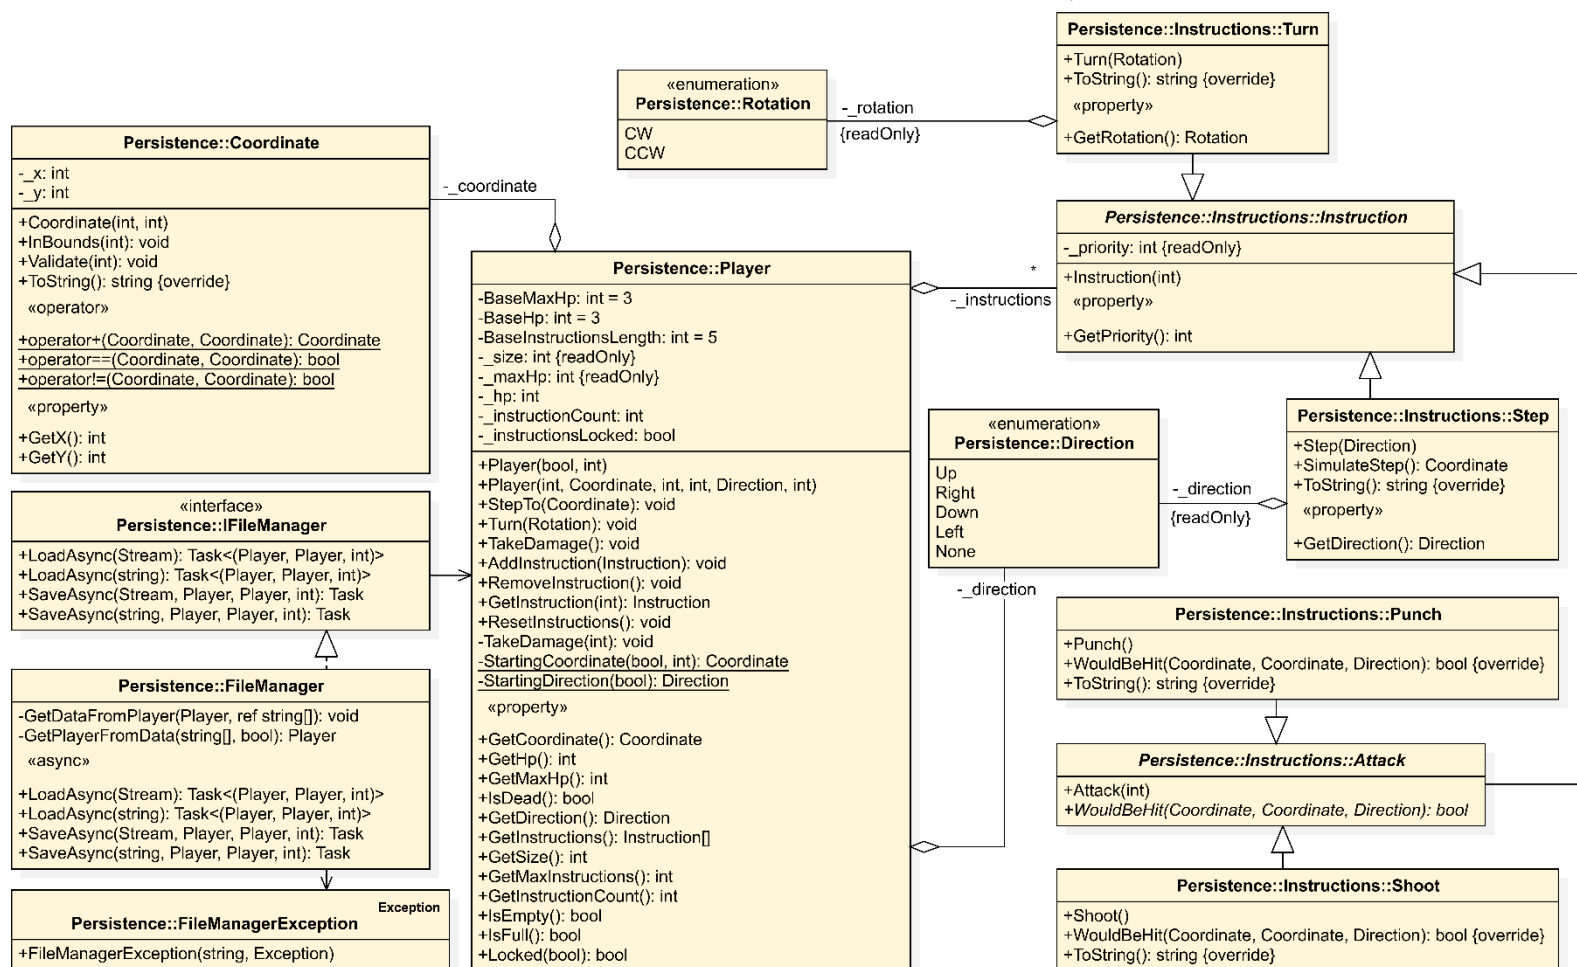 Persistence::Instructions::Turn
+Turn(Rotation)
+ToString(): string {override}
«property»
+GetRotation(): Rotation
«enumeration»
Persistence::Rotation
CW
CCW
-_rotation
{readOnly}
Persistence::Coordinate
-_x: int
-_y: int
+Coordinate(int, int)
+InBounds(int): void
+Validate(int): void
+ToString(): string {override}
«operator»
+operator+(Coordinate, Coordinate): Coordinate
+operator==(Coordinate, Coordinate): bool
+operator!=(Coordinate, Coordinate): bool
«property»
+GetX(): int
+GetY(): int
-_coordinate
Persistence::Instructions::Instruction
-_priority: int {readOnly}
+Instruction(int)
«property»
+GetPriority(): int
*
-_instructions
Persistence::Player
-BaseMaxHp: int = 3
-BaseHp: int = 3
-BaseInstructionsLength: int = 5
-_size: int {readOnly}
-_maxHp: int {readOnly}
-_hp: int
-_instructionCount: int
-_instructionsLocked: bool
+Player(bool, int)
+Player(int, Coordinate, int, int, Direction, int)
+StepTo(Coordinate): void
+Turn(Rotation): void
+TakeDamage(): void
+AddInstruction(Instruction): void
+RemoveInstruction(): void
+GetInstruction(int): Instruction
+ResetInstructions(): void
-TakeDamage(int): void
-StartingCoordinate(bool, int): Coordinate
-StartingDirection(bool): Direction
«property»
+GetCoordinate(): Coordinate
+GetHp(): int
+GetMaxHp(): int
+IsDead(): bool
+GetDirection(): Direction
+GetInstructions(): Instruction[]
+GetSize(): int
+GetMaxInstructions(): int
+GetInstructionCount(): int
+IsEmpty(): bool
+IsFull(): bool
+Locked(bool): bool
«enumeration»
Persistence::Direction
Up
Right
Down
Left
None
-_direction
{readOnly}
-_direction
Persistence::Instructions::Step
+Step(Direction)
+SimulateStep(): Coordinate
+ToString(): string {override}
«property»
+GetDirection(): Direction
«interface»
Persistence::IFileManager
+LoadAsync(Stream): Task<(Player, Player, int)>
+LoadAsync(string): Task<(Player, Player, int)>
+SaveAsync(Stream, Player, Player, int): Task
+SaveAsync(string, Player, Player, int): Task
Persistence::FileManager
-GetDataFromPlayer(Player, ref string[]): void
-GetPlayerFromData(string[], bool): Player
«async»
+LoadAsync(Stream): Task<(Player, Player, int)>
+LoadAsync(string): Task<(Player, Player, int)>
+SaveAsync(Stream, Player, Player, int): Task
+SaveAsync(string, Player, Player, int): Task
Exception
Persistence::FileManagerException
+FileManagerException(string, Exception)
Persistence::Instructions::Punch
+Punch()
+WouldBeHit(Coordinate, Coordinate, Direction): bool {override}
+ToString(): string {override}
Persistence::Instructions::Attack
+Attack(int)
+WouldBeHit(Coordinate, Coordinate, Direction): bool
Persistence::Instructions::Shoot
+Shoot()
+WouldBeHit(Coordinate, Coordinate, Direction): bool {override}
+ToString(): string {override}